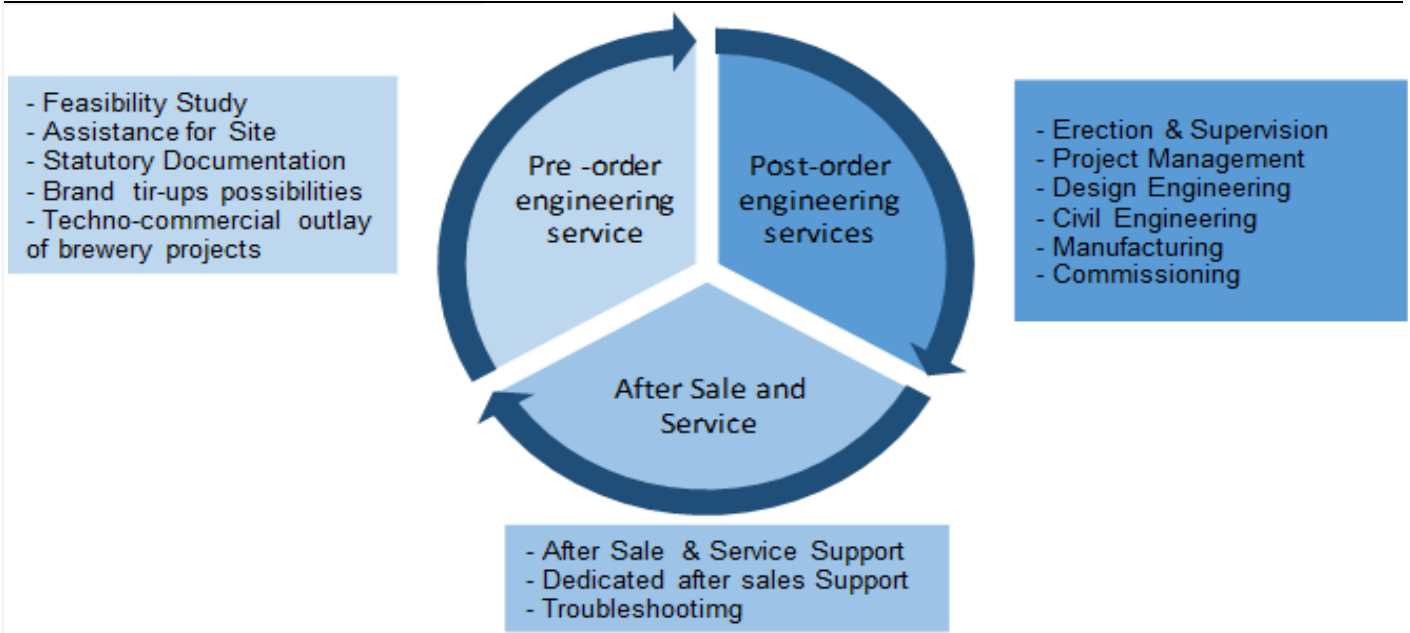 - Feasibility Study
- Assistance for Site
- Statutory Documentation
- Brand tir-ups possibilities
- Techno-commercial outlay
of brewery projects
Pre -order
engineering
service
Post-order
engineering
services
- Erection & Supervision
- Project Management
- Design Engineering
- Civil Engineering
- Manufacturing
- Commissioning
After Sale and
Service
- After Sale & Service Support
- Dedicated after sales Support
- Troubleshootimg